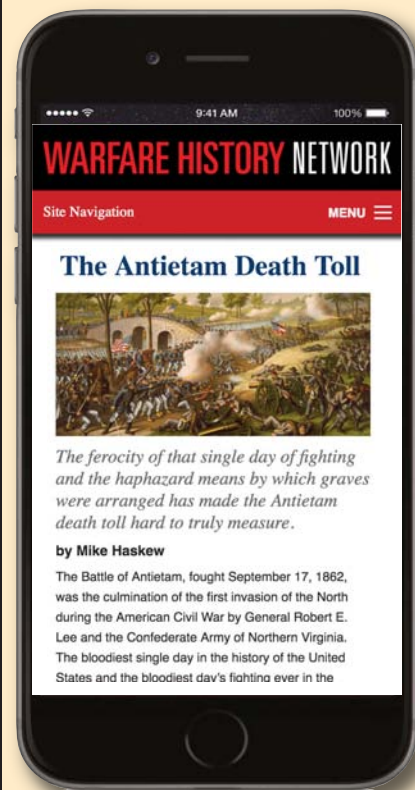 9:41 AM
100%
WARFARE HISTORY NETWORK
Site Navigation
MENU
The Antietam Death Toll
The ferocity of that single day of fighting
and the haphazard means by which graves
were arranged has made the Antietam
death toll hard to truly measure.
by Mike Haskew
The Battle of Antietam, fought September 17, 1862,
was the culmination of the first invasion of the North
during the American Civil War by General Robert E.
Lee and the Confederate Army of Northern Virginia.
The bloodiest single day in the history of the United
States and the bloodiest day's fighting ever in the